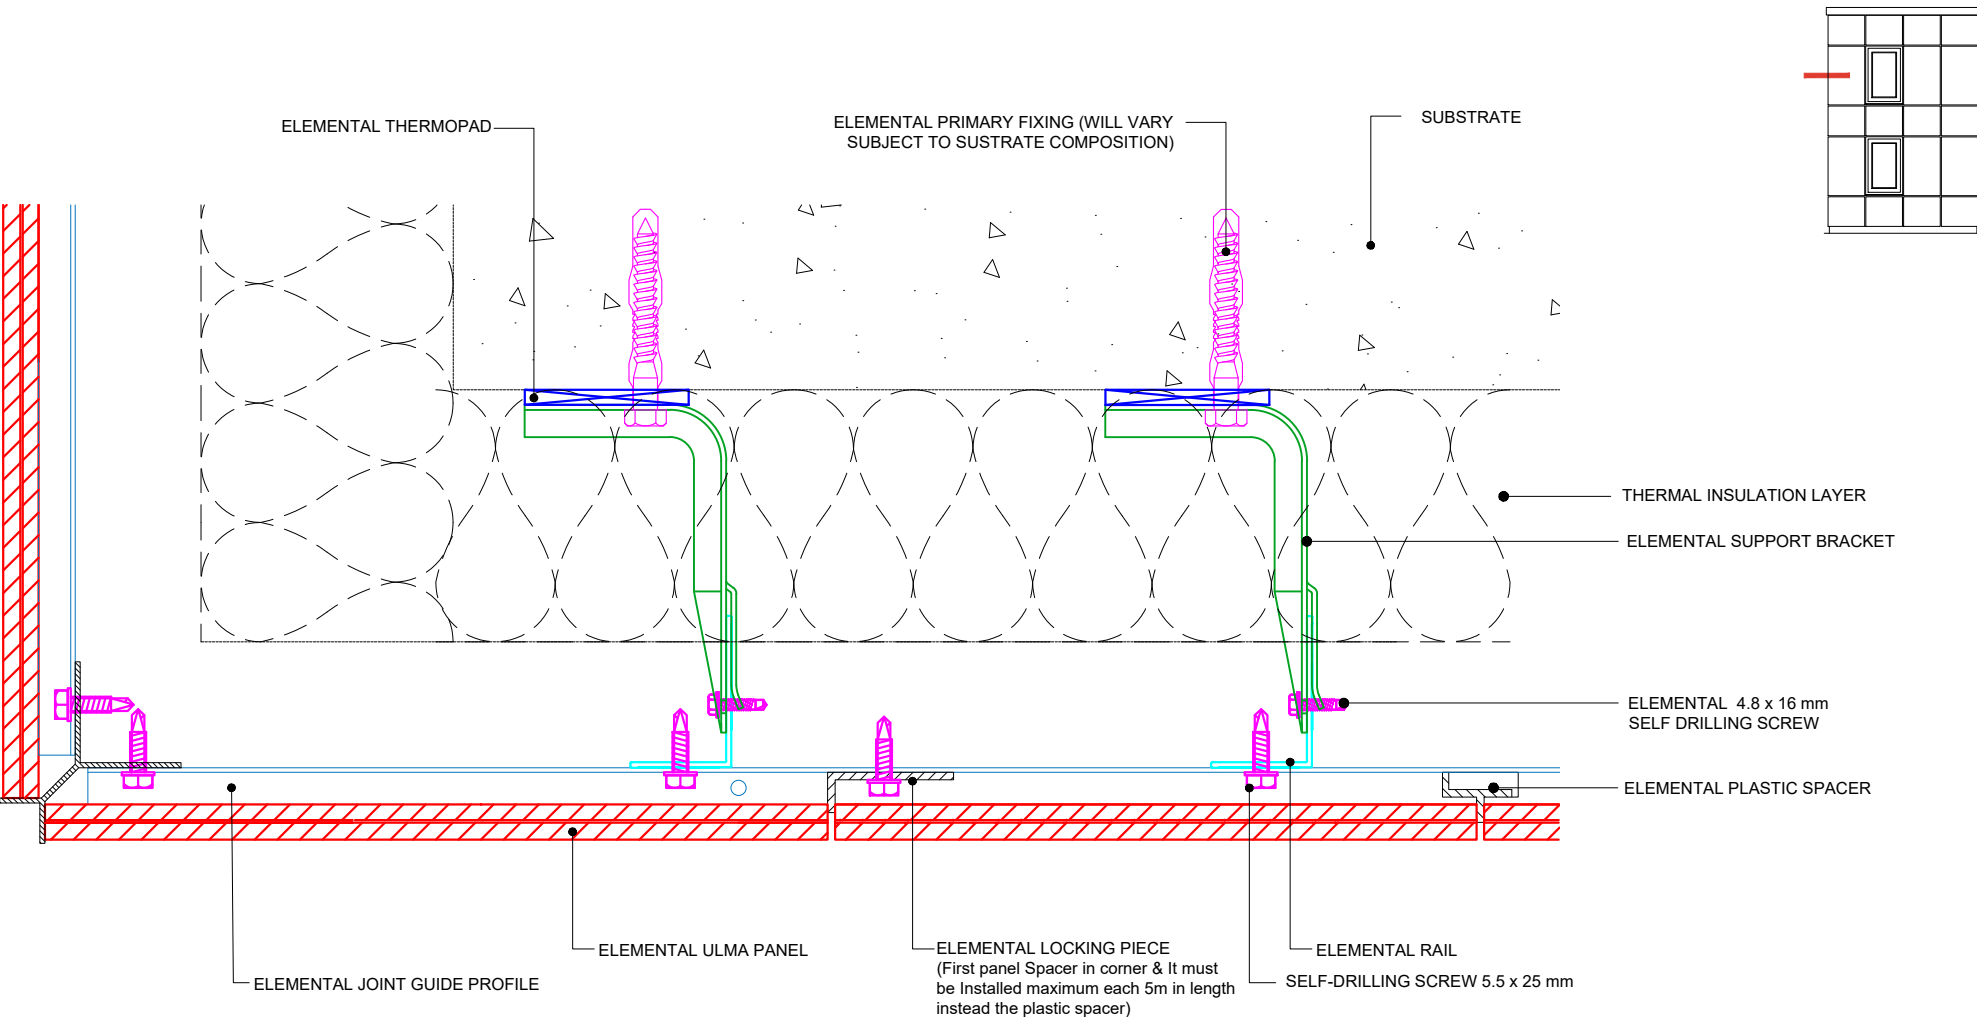 ELEMENTAL THERMOPAD
ELEMENTAL PRIMARY FIXING (WILL VARY
SUBJECT TO SUSTRATE COMPOSITION)
SUBSTRATE
THERMAL INSULATION LAYER
ELEMENTAL SUPPORT BRACKET
ELEMENTAL 4.8 x 16 mm
SELF DRILLING SCREW
ELEMENTAL PLASTIC SPACER
ELEMENTAL ULMA PANEL
ELEMENTAL JOINT GUIDE PROFILE
ELEMENTAL LOCKING PIECE
(First panel Spacer in corner & It must
be Installed maximum each 5m in length
instead the plastic spacer)
ELEMENTAL RAIL
SELF-DRILLING SCREW 5.5 x 25 mm